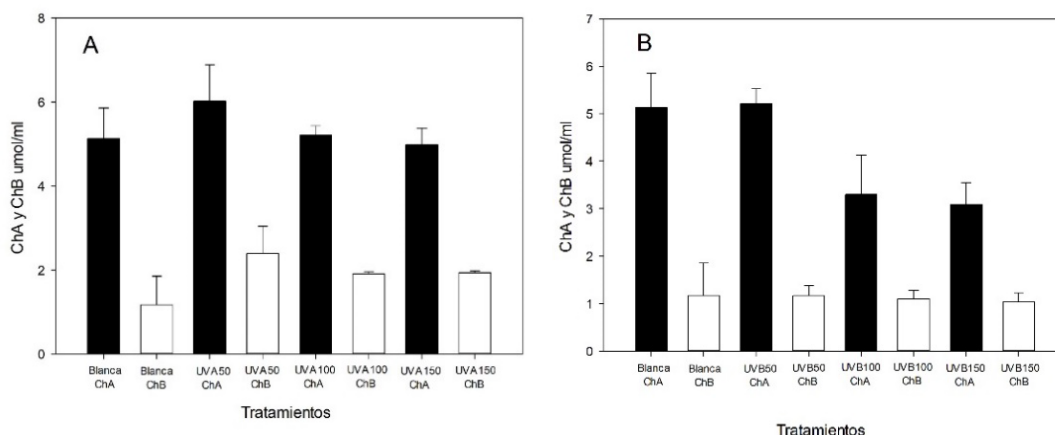 A
ChA y ChB umol/ml
8
6
4
2
0
Blanca ChA
Blanca ChB
UVA50 ChA
UVA50 ChB
UVA100 ChA
UVA100 ChB
UVA150 ChA
UVA150 ChB
Tratamientos
B
ChA y ChB umol/ml
7
6
5
4
3
2
1
0
Blanca ChA
Blanca ChB
UVB50 ChA
UVB50 ChB
UVB100 ChA
UVB100 ChB
UVB150 ChA
UVB150 ChB
Tratamientos